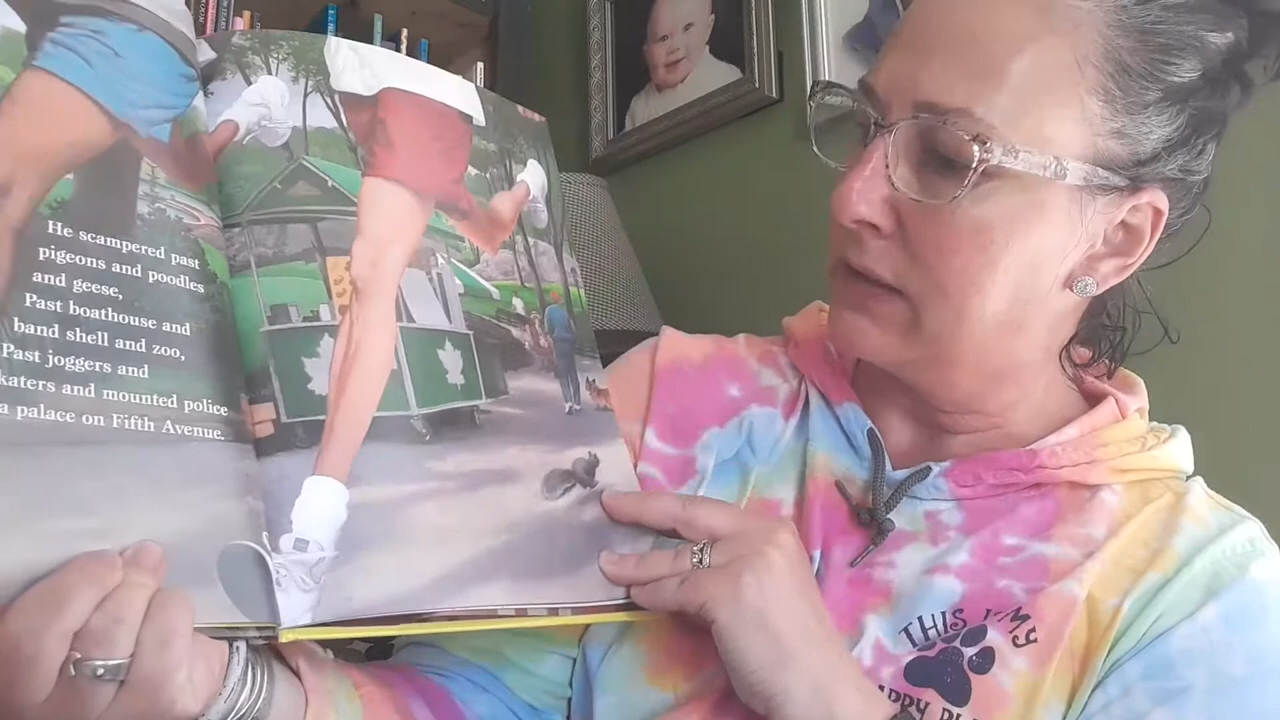 He scampered past
pigeons and poodles
and geese,
Past boathouse and
band shell and zoo,
Past joggers and
katers and mounted police
a palace on Fifth Avenue.
THIS I-MY